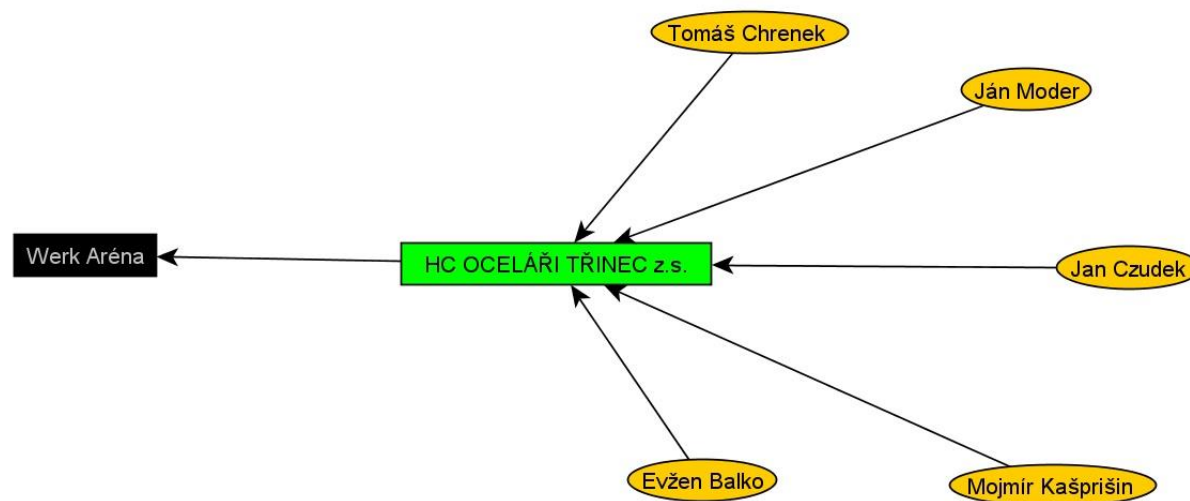 Tomáš Chrenek
Ján Moder
Werk Aréna
HC OCELÁŘI TŘINEC z.s.
Jan Czudek
Evžen Balko
Mojmír Kašprišin